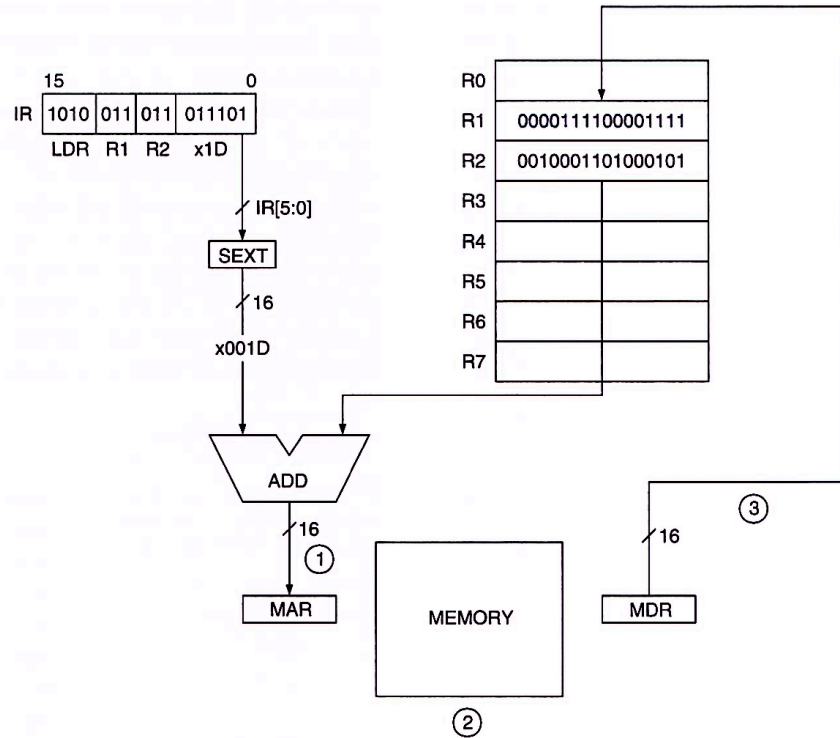 15 0
IR 1010 011 011 011101
LDR R1 R2 x1D
IR[5:0]
SEXT
16
x001D
ADD
16
1
MAR
R0
R1 0000111100001111
R2 0010001101000101
R3
R4
R5
R6
R7
MEMORY
2
3
16
MDR